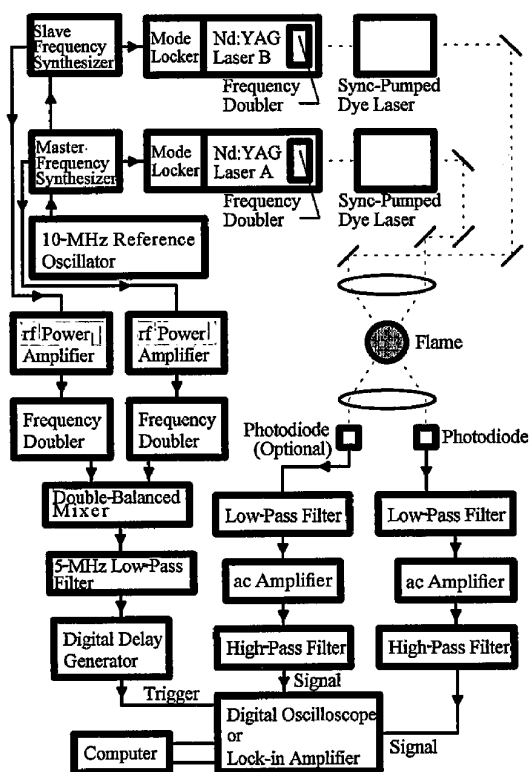 Slave
Frequency
Synthesizer
Mode
Locker
Nd:YAG
Laser B
Frequency
Doubler
Sync-Pumped
Dye Laser
Master
Frequency
Synthesizer
Mode
Locker
Nd:YAG
Laser A
Frequency
Doubler
Sync-Pumped
Dye Laser
10-MHz Reference
Oscillator
rf Power
Amplifier
rf Power
Amplifier
Flame
Frequency
Doubler
Frequency
Doubler
Photodiode
(Optional)
Photodiode
Double-Balanced
Mixer
Low-Pass Filter
Low-Pass Filter
5-MHz Low-Pass
Filter
ac Amplifier
ac Amplifier
Digital Delay
Generator
High-Pass Filter
High-Pass Filter
Trigger
Signal
Digital Oscilloscope
or
Lock-in Amplifier
Signal
Computer